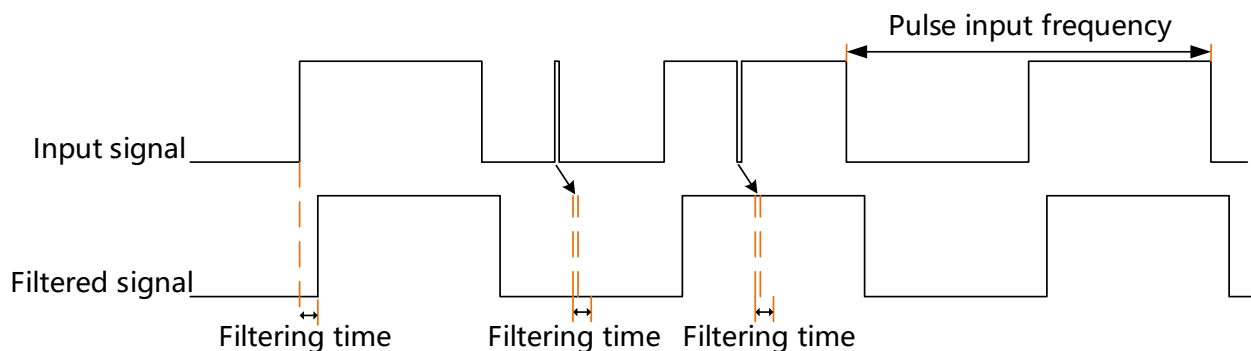 Pulse input frequency
Input signal
Filtered signal
Filtering time
Filtering time
Filtering time